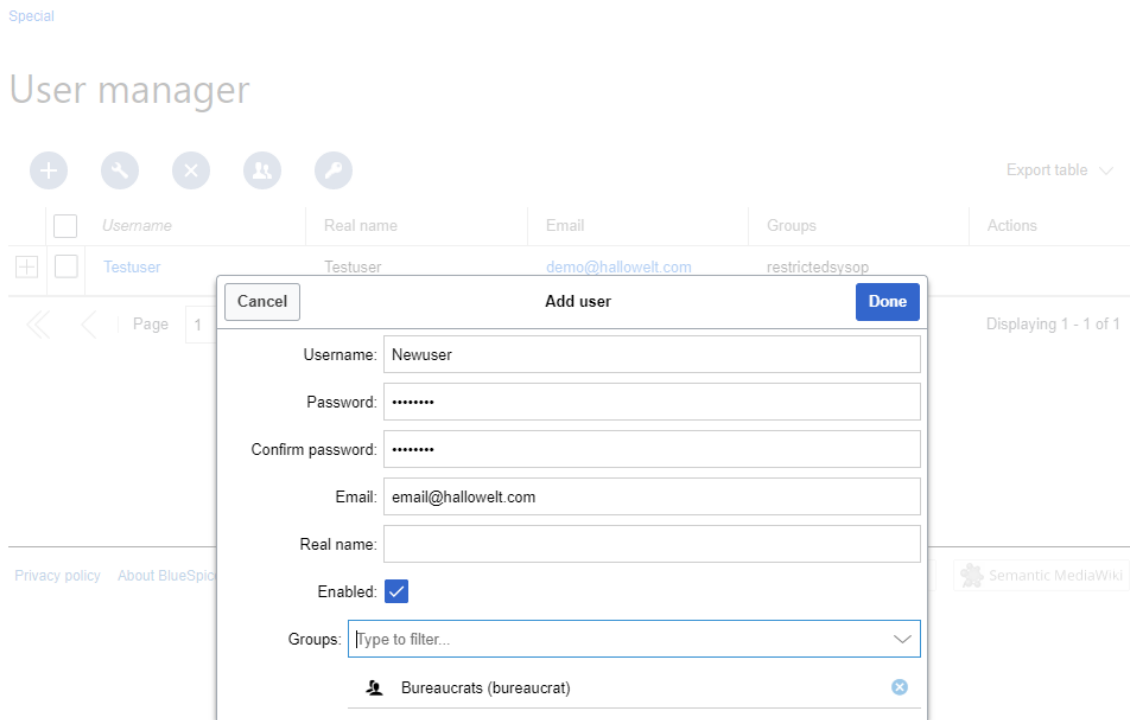 Special
User manager
Export table
Username Real name Email Groups Actions
Testuser Testuser demo@hallowelt.com restrictedsysop
Cancel Add user Done
Page 1 Displaying 1 - 1 of 1
Username: Newuser
Password: ••••••••
Confirm password: ••••••••
Email: email@hallowelt.com
Real name:
Privacy policy About BlueSpice Semantic MediaWiki
Enabled:
Groups: Type to filter...
Bureaucrats (bureaucrat)